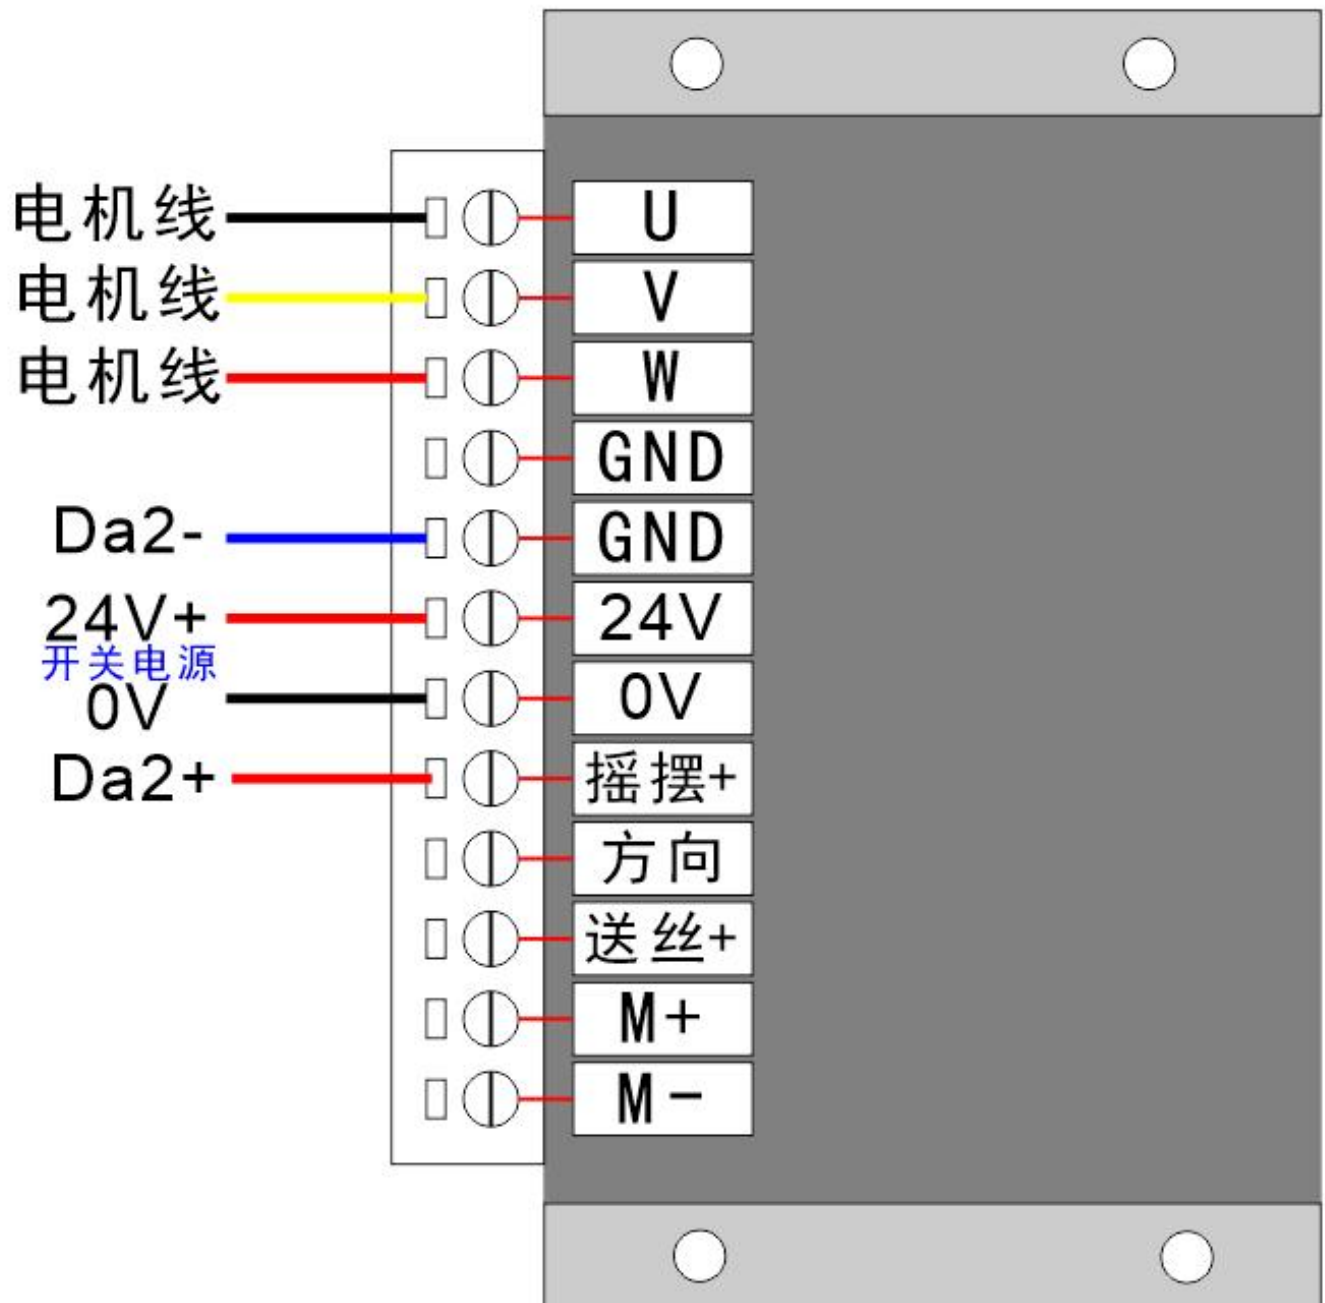 电机线 U
电机线 V
电机线 W
GND
Da2- GND
24V+ 24V
开关电源
0V 0V
Da2+ 摇摆+
方向
送丝+
M+
M-